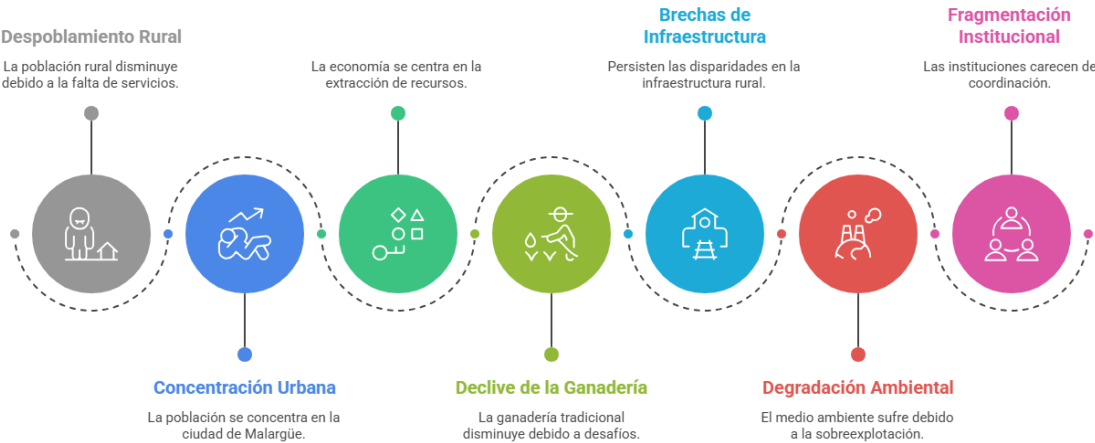 Despoblamiento Rural
La población rural disminuye
debido a la falta de servicios.
Concentración Urbana
La población se concentra en la
ciudad de Malargüe.
La economía se centra en la
extracción de recursos.
Declive de la Ganadería
La ganadería tradicional
disminuye debido a desafíos.
Brechas de
Infraestructura
Persisten las disparidades en la
infraestructura rural.
Degradación Ambiental
El medio ambiente sufre debido
a la sobreexplotación.
Fragmentación
Institucional
Las instituciones carecen de
coordinación.